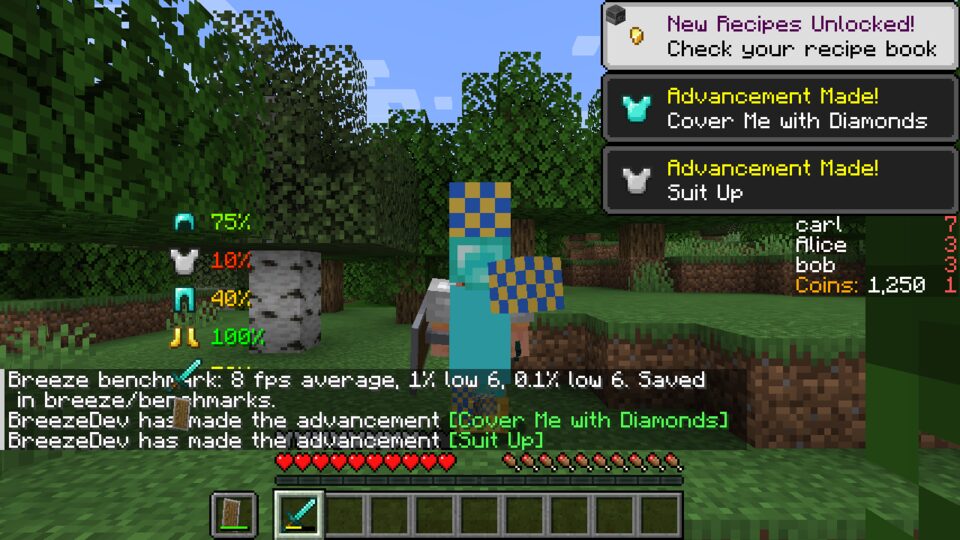 New Recipes Unlocked!
Check your recipe book
Advancement Made!
Cover Me with Diamonds
Advancement Made!
Suit Up
carl 7
Alice 3
bob 3
Coins: 1,250 1
75%
10%
40%
100%
Breeze benchmark: 8 fps average, 1% low 6, 0.1% low 6. Saved
in breeze/benchmarks.
BreezeDev has made the advancement [Cover Me with Diamonds]
BreezeDev has made the advancement [Suit Up]